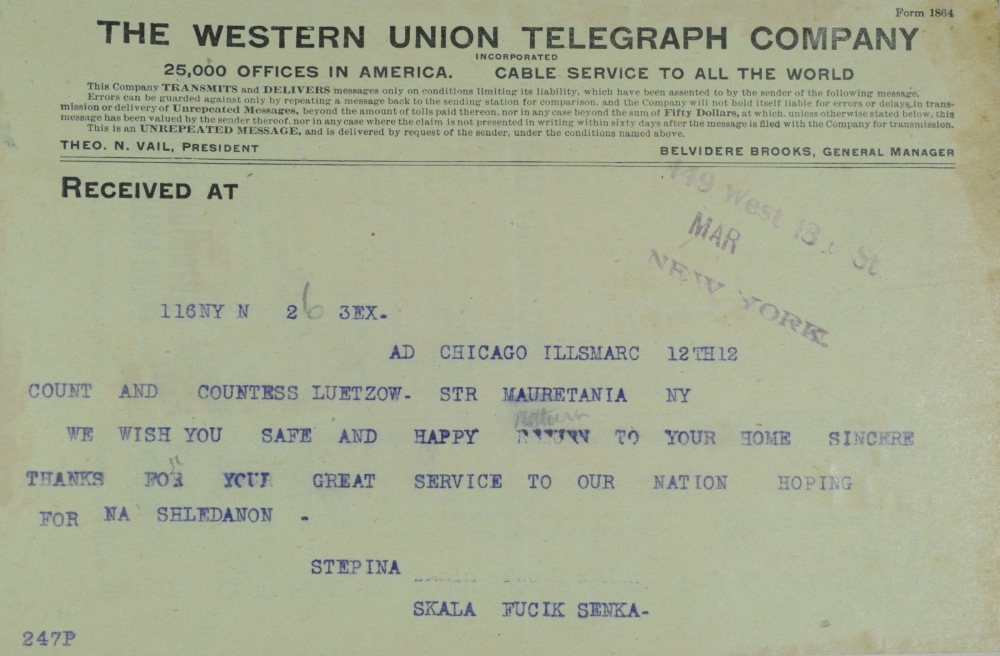 Form 1864
THE WESTERN UNION TELEGRAPH COMPANY
INCORPORATED
25,000 OFFICES IN AMERICA. CABLE SERVICE TO ALL THE WORLD
This Company TRANSMITS and DELIVERS messages only on conditions limiting its liability, which have been assented to by the sender of the following message.
Errors can be guarded against only by repeating a message back to the sending station for comparison, and the Company will not hold itself liable for errors or delays in trans-
mission or delivery of Unrepeated Messages, beyond the amount of tolls paid thereon, nor in any case beyond the sum of Fifty Dollars, at which, unless otherwise stated below, this
message has been valued by the sender thereof, nor in any case where the claim is not presented in writing within sixty days after the message is filed with the Company for transmission.
This is an UNREPEATED MESSAGE, and is delivered by request of the sender, under the conditions named above.
THEO. N. VAIL, PRESIDENT BELVIDERE BROOKS, GENERAL MANAGER
RECEIVED AT
149 West St
MAR
NEW YORK
116NY N 26 3EX.
AD CHICAGO ILLSMARC 12TH12
COUNT AND COUNTESS LUETZOW. STR MAURETANIA NY
return
WE WISH YOU SAFE AND HAPPY TO YOUR HOME SINCERE
THANKS FOR YOUR GREAT SERVICE TO OUR NATION HOPING
FOR NA SHLEDANON -
STEPINA
SKALA FUCIK SENKA-
247P